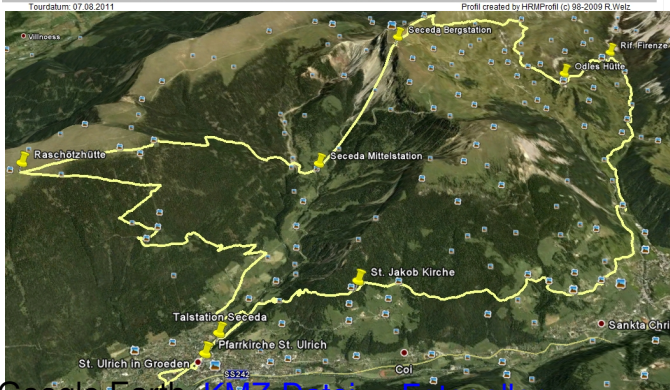 Tourdatum: 07.08.2011
Profil created by HRMProfil (c) 98-2009 R.Welz
Villnoess
Seceda Bergstation
Rif. Firenze
Odles Hütte
Raschötzhütte
Seceda Mittelstation
St. Jakob Kirche
Talstation Seceda
Sankta Chri
Pfarrkirche St. Ulrich
St. Ulrich in Groeden
SS242
Coi